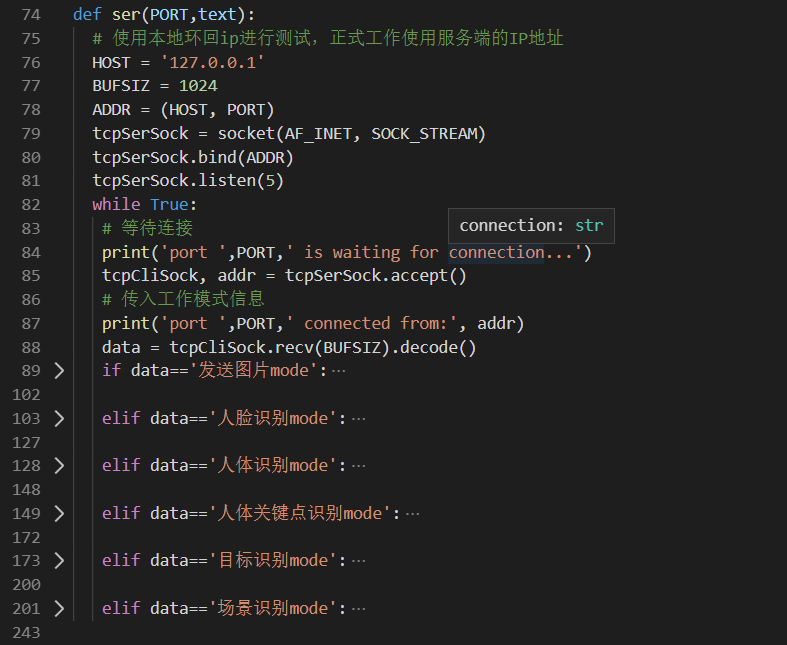 74 def ser(PORT,text):
75 # 使用本地环回ip进行测试，正式工作使用服务端的IP地址
76 HOST = '127.0.0.1'
77 BUFSIZ = 1024
78 ADDR = (HOST, PORT)
79 tcpSerSock = socket(AF_INET, SOCK_STREAM)
80 tcpSerSock.bind(ADDR)
81 tcpSerSock.listen(5)
82 while True:
83 # 等待连接
connection: str
84 print('port ',PORT,' is waiting for connection...')
85 tcpCliSock, addr = tcpSerSock.accept()
86 # 传入工作模式信息
87 print('port ',PORT,' connected from:', addr)
88 data = tcpCliSock.recv(BUFSIZ).decode()
89 if data=='发送图片mode':…
102
103 elif data=='人脸识别mode':…
127
128 elif data=='人体识别mode':…
148
149 elif data=='人体关键点识别mode':…
172
173 elif data=='目标识别mode':…
200
201 elif data=='场景识别mode':…
243